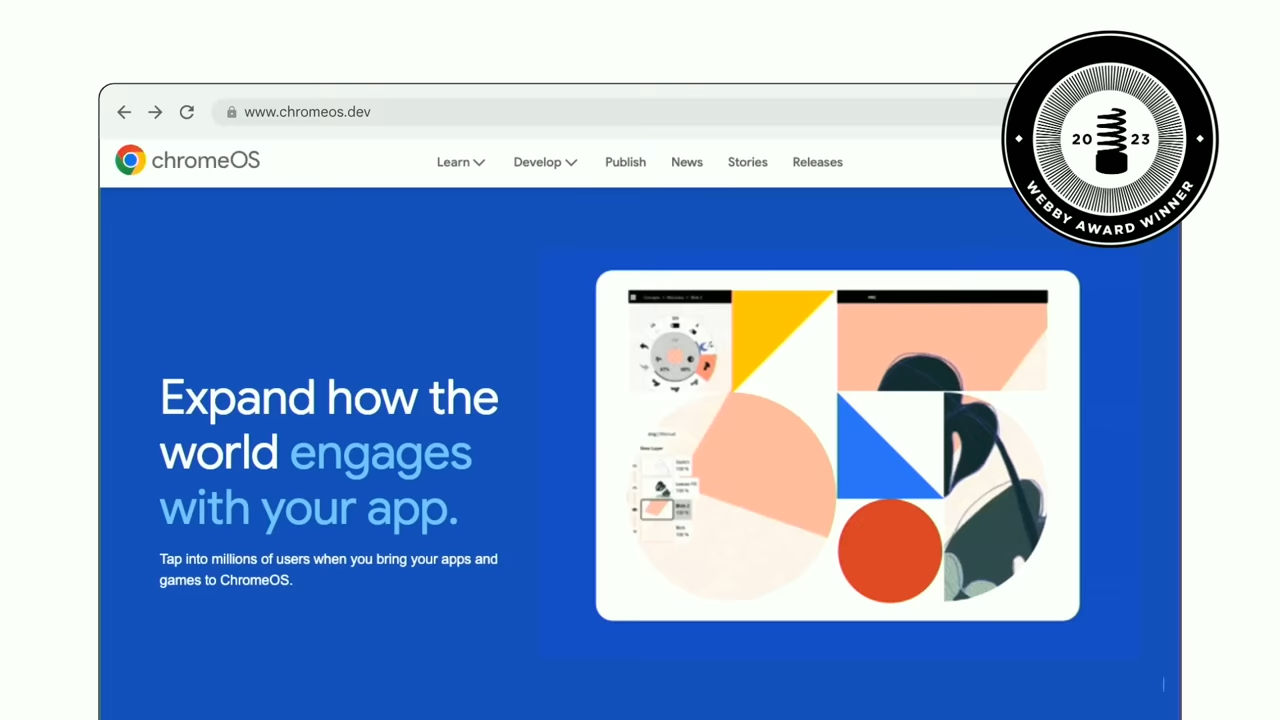 www.chromeos.dev
chromeOS
Learn
Develop
Publish
News
Stories
Releases
20 23
WEBBY AWARD WINNER
Expand how the
world engages
with your app.
Tap into millions of users when you bring your apps and
games to ChromeOS.